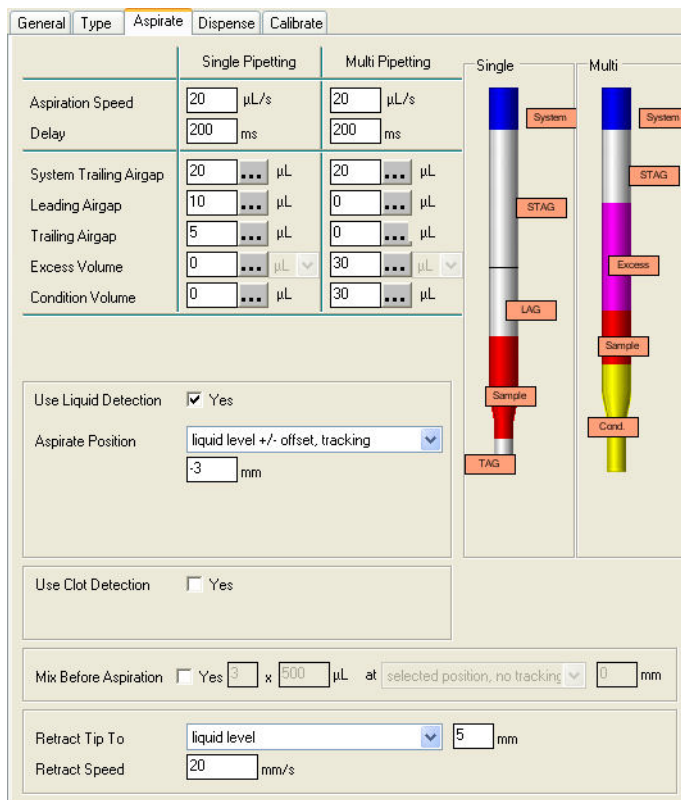 General Type Aspirate Dispense Calibrate
Single Pipetting Multi Pipetting
Single Multi
Aspiration Speed 20 µL/s 20 µL/s
Delay 200 ms 200 ms
System Trailing Airgap 20 ... µL 20 ... µL
Leading Airgap 10 ... µL 0 ... µL
Trailing Airgap 5 ... µL 0 ... µL
Excess Volume 0 ... µL 30 ... µL
Condition Volume 0 ... µL 30 ... µL
System System
STAG
STAG
Excess
LAG
Sample
Sample
Cond.
TAG
Use Liquid Detection Yes
Aspirate Position liquid level +/- offset, tracking
-3 mm
Use Clot Detection Yes
Mix Before Aspiration Yes 3 x 500 µL at selected position, no tracking 0 mm
Retract Tip To liquid level 5 mm
Retract Speed 20 mm/s